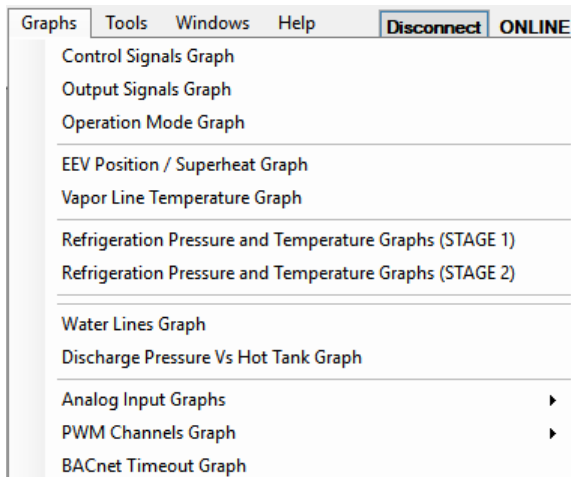 Graphs Tools Windows Help Disconnect ONLINE
Control Signals Graph
Output Signals Graph
Operation Mode Graph
EEV Position / Superheat Graph
Vapor Line Temperature Graph
Refrigeration Pressure and Temperature Graphs (STAGE 1)
Refrigeration Pressure and Temperature Graphs (STAGE 2)
Water Lines Graph
Discharge Pressure Vs Hot Tank Graph
Analog Input Graphs
PWM Channels Graph
BACnet Timeout Graph